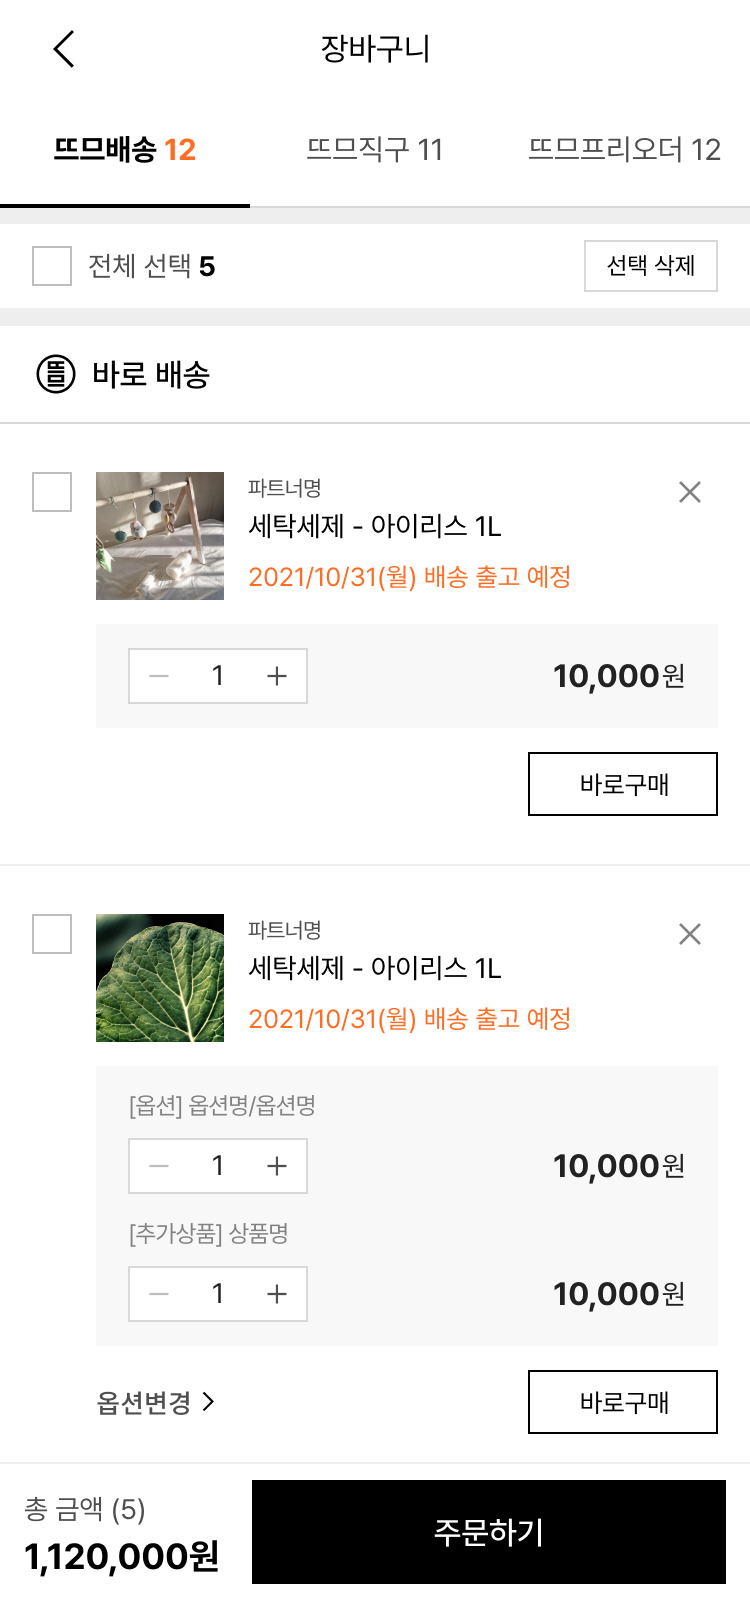 장바구니
뜨므배송 12
뜨므직구 11
뜨므프리오더 12
전체 선택 5
선택 삭제
뜸 바로 배송
파트너명
세탁세제 - 아이리스 1L
2021/10/31(월) 배송 출고 예정
1
10,000원
바로구매
파트너명
세탁세제 - 아이리스 1L
2021/10/31(월) 배송 출고 예정
[옵션] 옵션명/옵션명
1
10,000원
[추가상품] 상품명
1
10,000원
옵션변경
바로구매
총 금액 (5)
1,120,000원
주문하기